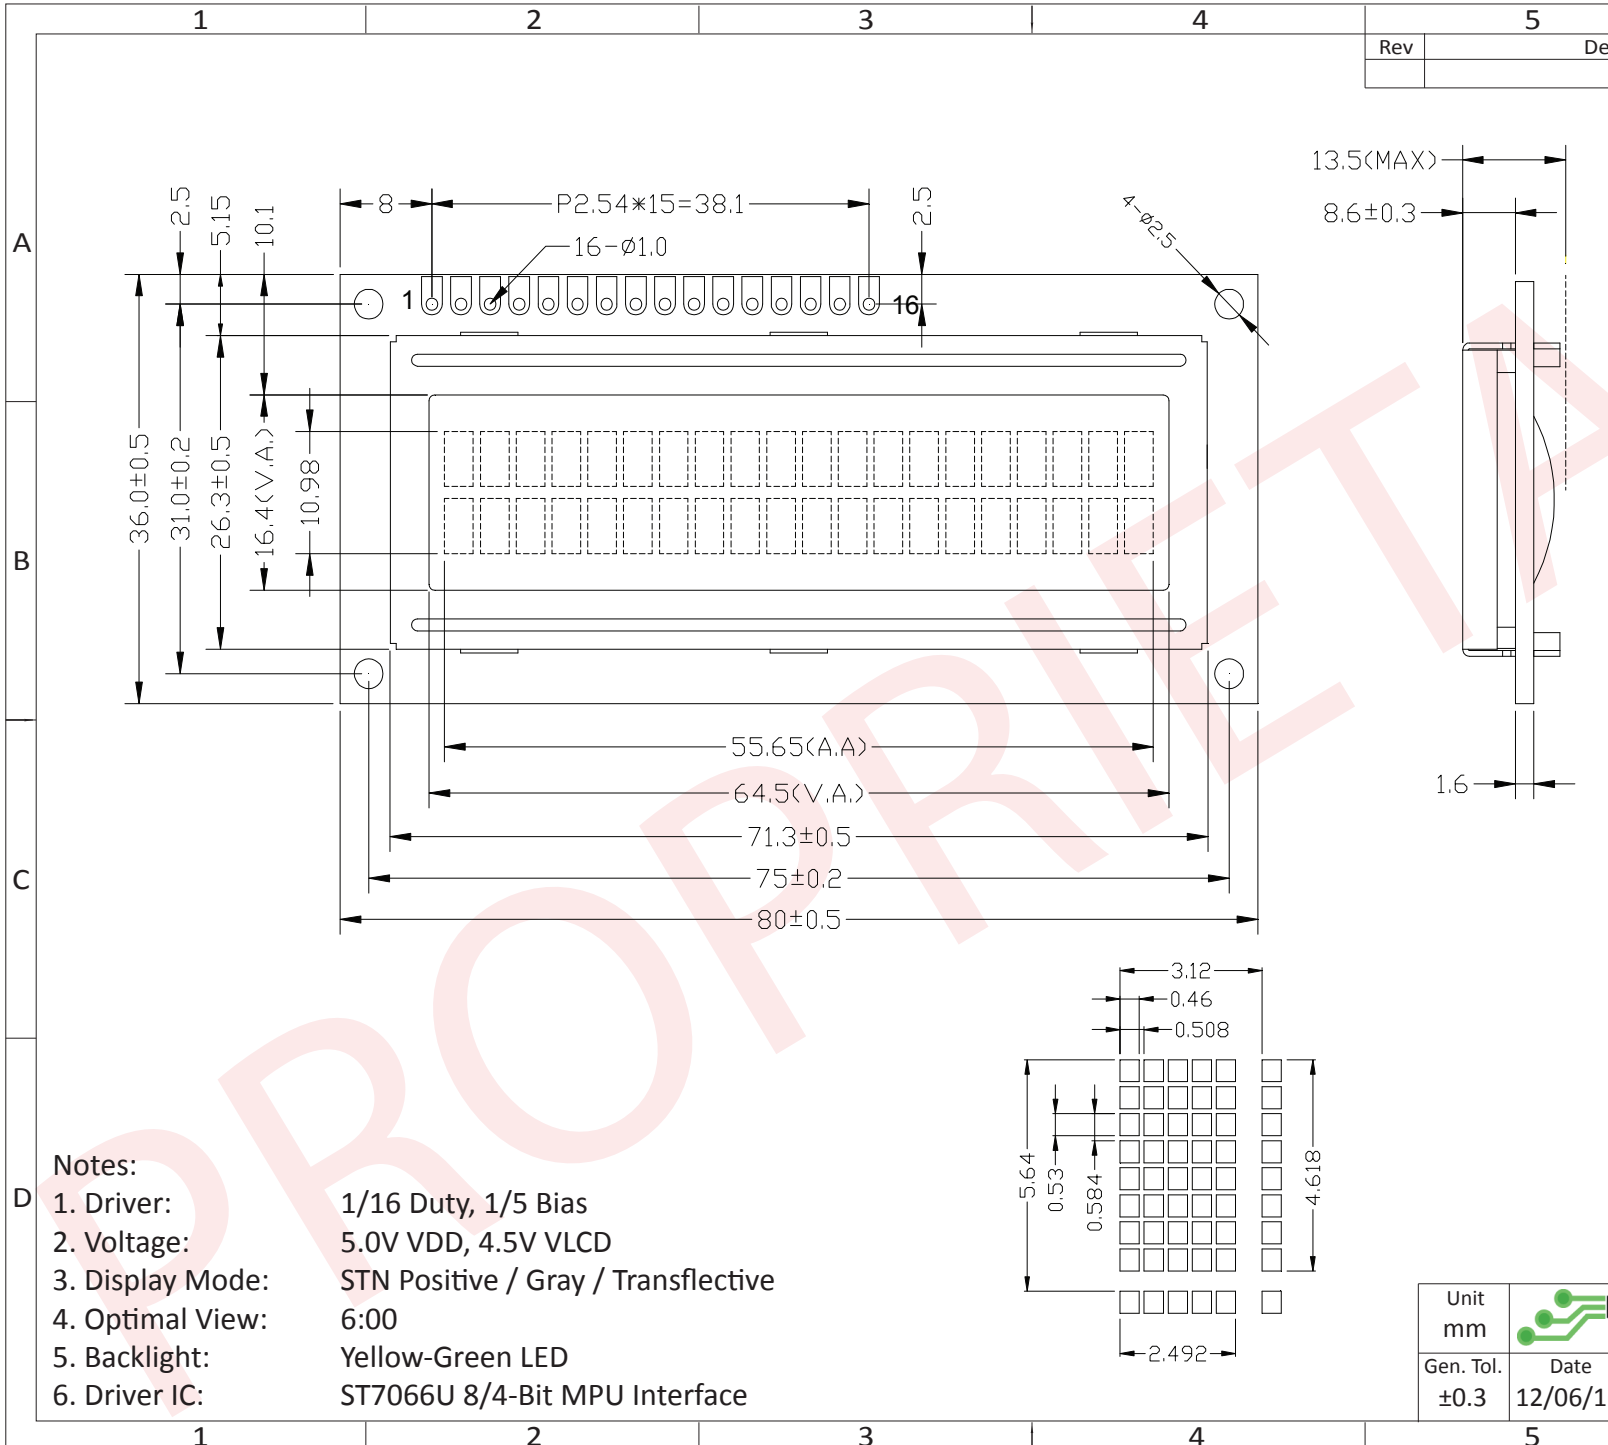 1 2 3 4 5
Rev De
A
B
C
D
13.5(MAX)
8.6±0.3
2.5
5.15
10.1
8
P2.54*15=38.1
2.5
4-ø2.5
16-ø1.0
1
16
36.0±0.5
31.0±0.2
26.3±0.5
16.4(V.A.)
10.98
55.65(A.A)
64.5(V.A.)
71.3±0.5
75±0.2
80±0.5
1.6
3.12
0.46
0.508
5.64
0.53
0.584
4.618
2.492
PROPRIETA
Notes:
1. Driver: 1/16 Duty, 1/5 Bias
2. Voltage: 5.0V VDD, 4.5V VLCD
3. Display Mode: STN Positive / Gray / Transflective
4. Optimal View: 6:00
5. Backlight: Yellow-Green LED
6. Driver IC: ST7066U 8/4-Bit MPU Interface
Unit
mm
Gen. Tol. Date
±0.3 12/06/1
1 2 3 4 5